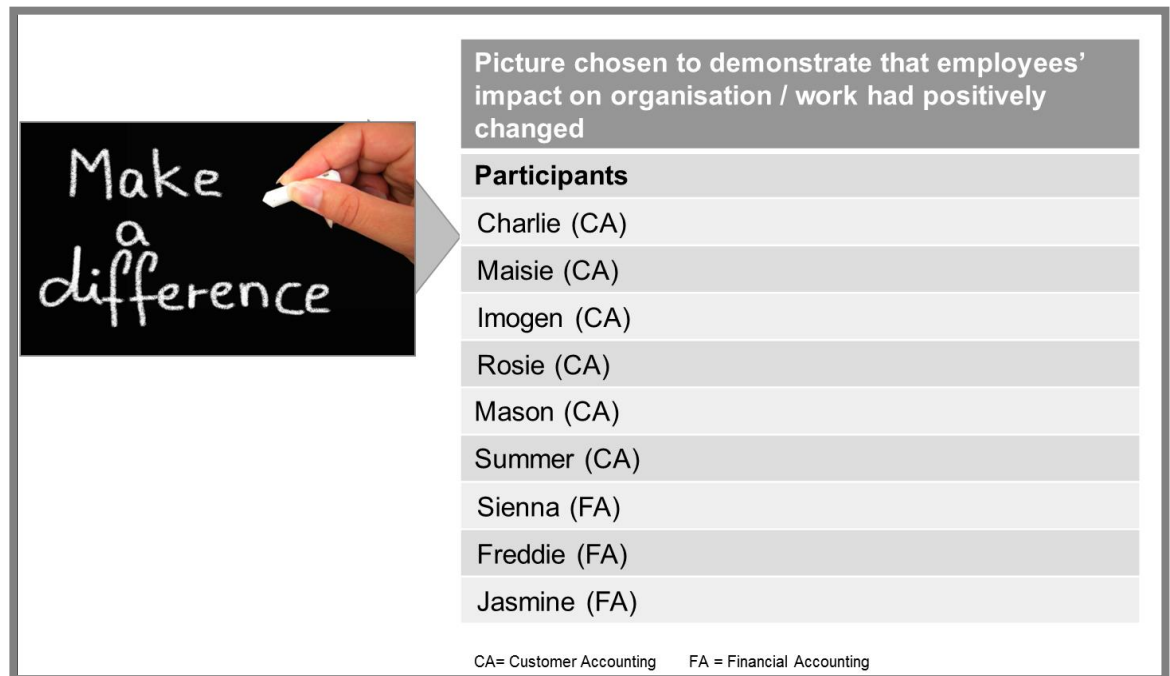 Make
a
difference
Picture chosen to demonstrate that employees’
impact on organisation / work had positively
changed
Participants
Charlie (CA)
Maisie (CA)
Imogen (CA)
Rosie (CA)
Mason (CA)
Summer (CA)
Sienna (FA)
Freddie (FA)
Jasmine (FA)
CA= Customer Accounting FA = Financial Accounting